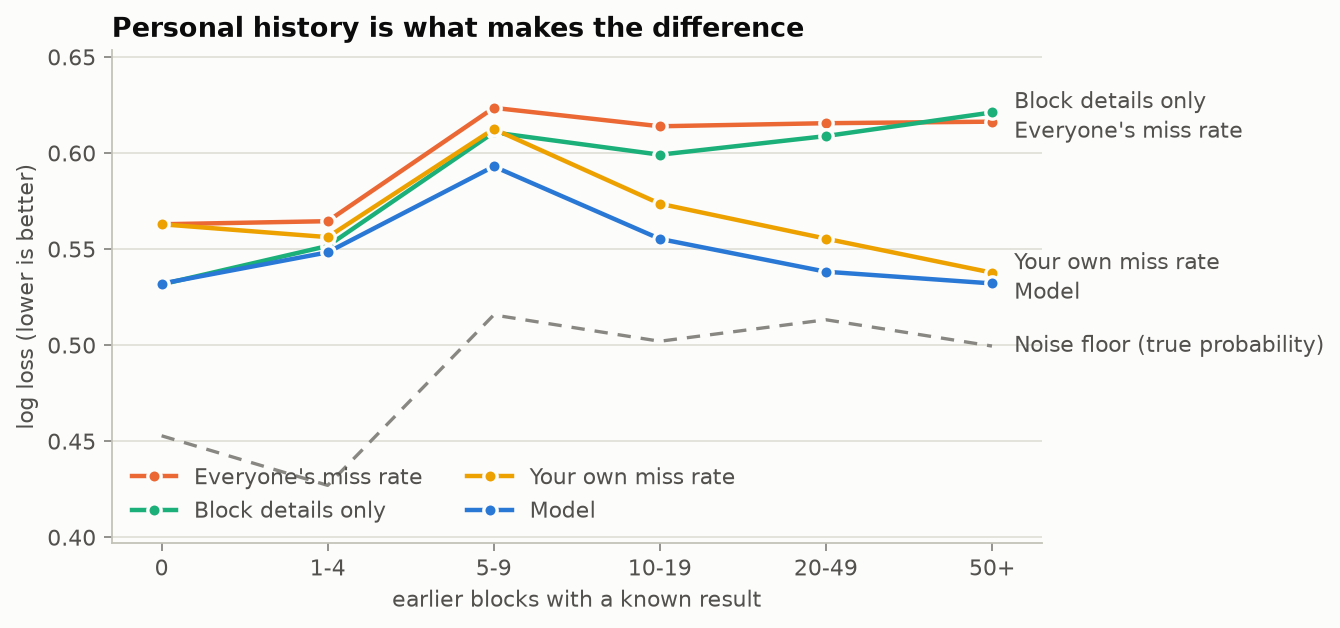 Personal history is what makes the difference
0.65
0.60
0.55
0.50
0.45
0.40
log loss (lower is better)
Block details only
Everyone's miss rate
Your own miss rate
Model
Noise floor (true probability)
Everyone's miss rate
Your own miss rate
Block details only
Model
0
1-4
5-9
10-19
20-49
50+
earlier blocks with a known result